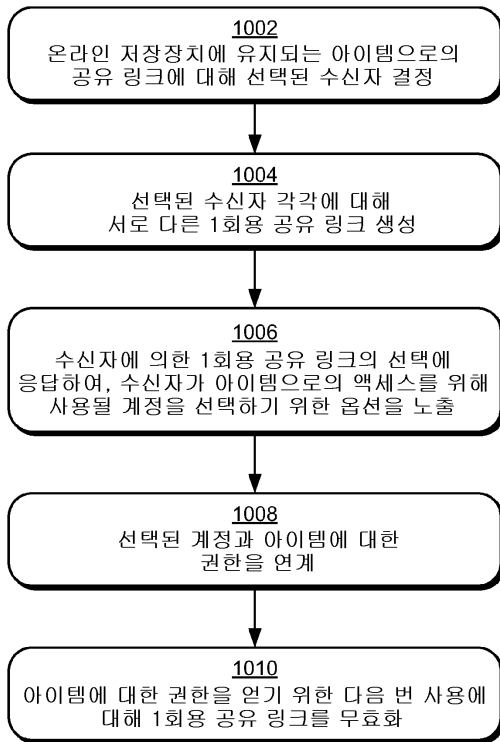 1002
온라인 저장장치에 유지되는 아이템으로의
공유 링크에 대해 선택된 수신자 결정
1004
선택된 수신자 각각에 대해
서로 다른 1회용 공유 링크 생성
1006
수신자에 의한 1회용 공유 링크의 선택에
응답하여, 수신자가 아이템으로의 액세스를 위해
사용될 계정을 선택하기 위한 옵션을 노출
1008
선택된 계정과 아이템에 대한
권한을 연계
1010
아이템에 대한 권한을 얻기 위한 다음 번 사용에
대해 1회용 공유 링크를 무효화